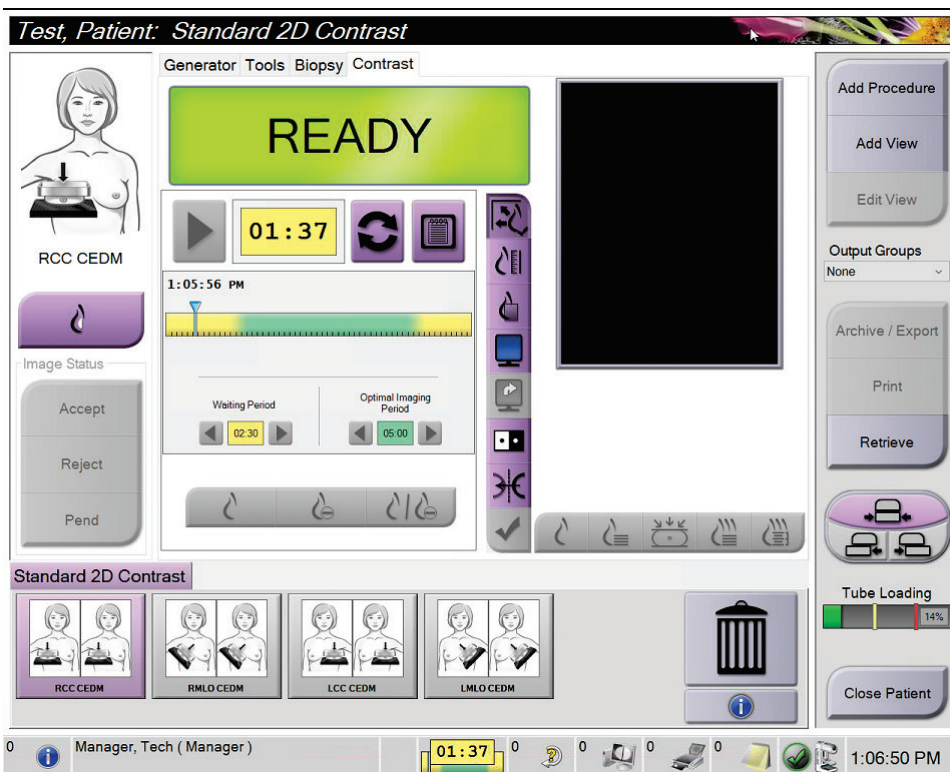 Test, Patient: Standard 2D Contrast
Generator Tools Biopsy Contrast
READY
01:37
1:05:56 PM
Waiting Period
02:30
Optimal Imaging
Period
05:00
RCC CEDM
Image Status
Accept
Reject
Pend
Add Procedure
Add View
Edit View
Output Groups
None
Archive / Export
Print
Retrieve
Tube Loading
14%
Close Patient
Standard 2D Contrast
RCC CEDM
RMLO CEDM
LCC CEDM
LMLO CEDM
0
Manager, Tech ( Manager )
01:37
0
0
0
0
1:06:50 PM